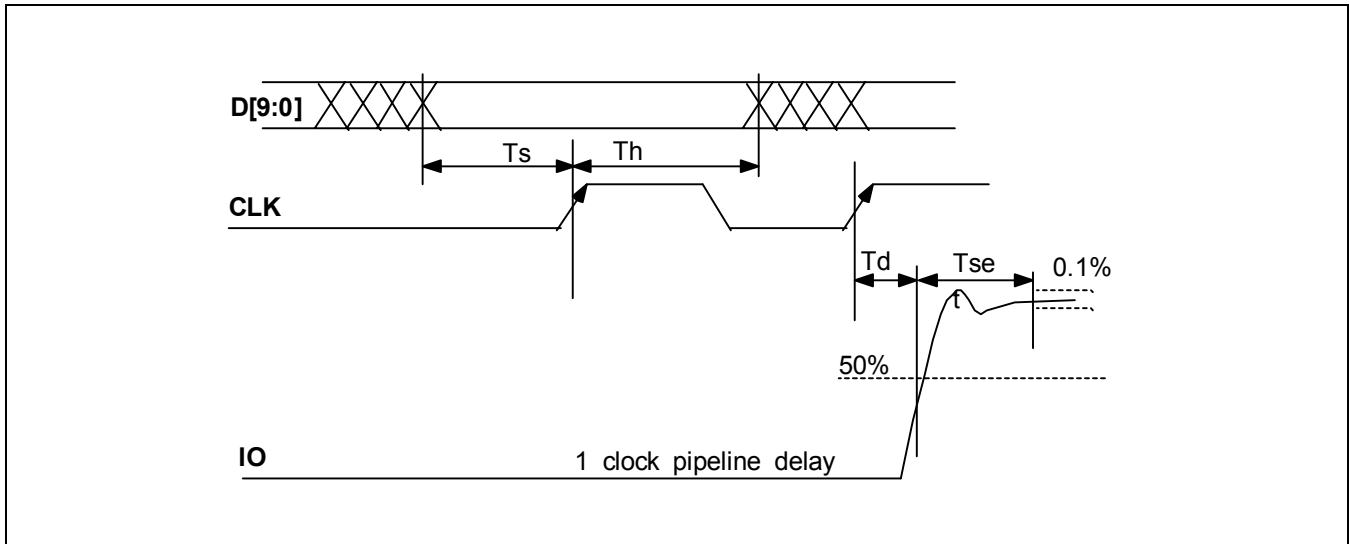 D[9:0]
Ts
Th
CLK
Td
Tse
t
0.1%
50%
IO
1 clock pipeline delay